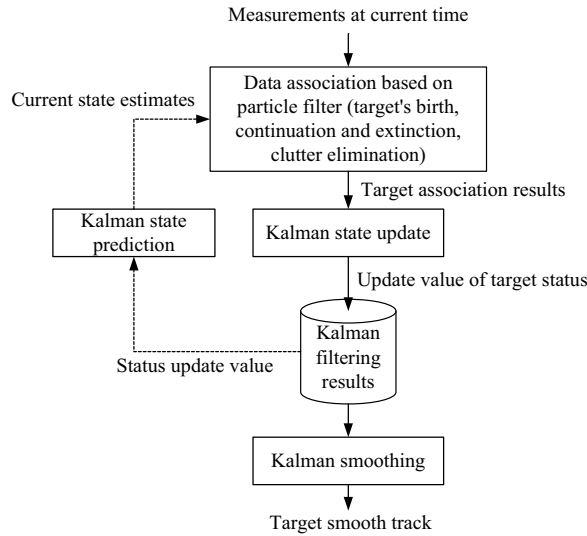 Measurements at current time
Data association based on
particle filter (target's birth,
continuation and extinction,
clutter elimination)
Current state estimates
Target association results
Kalman state
prediction
Kalman state update
Update value of target status
Kalman
filtering
results
Status update value
Kalman smoothing
Target smooth track